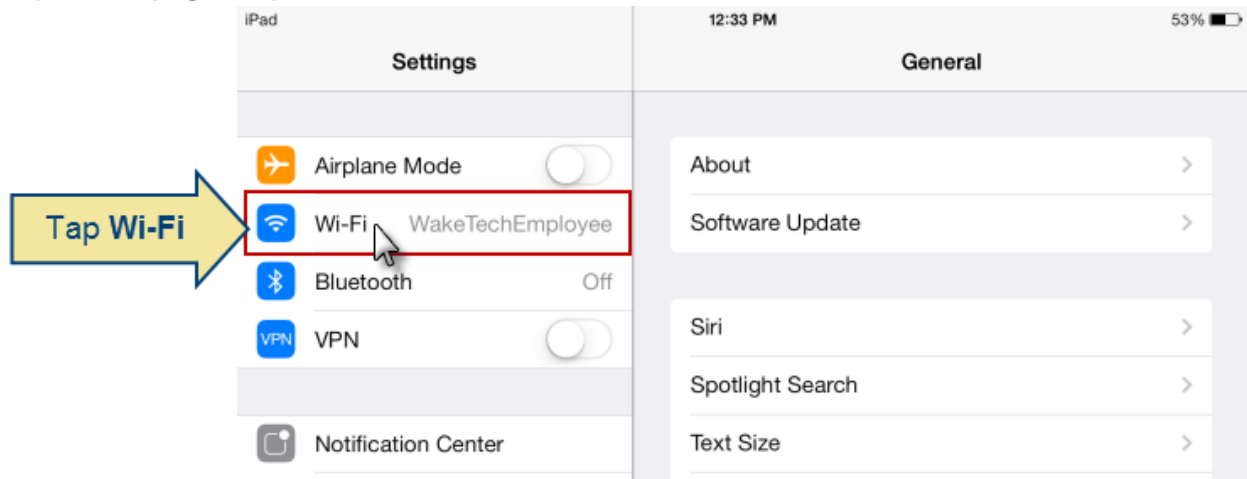 iPad 12:33 PM 53%
Settings General
Airplane Mode About
Tap Wi-Fi Wi-Fi WakeTechEmployee Software Update
Bluetooth Off
VPN VPN Siri
Spotlight Search
Notification Center Text Size